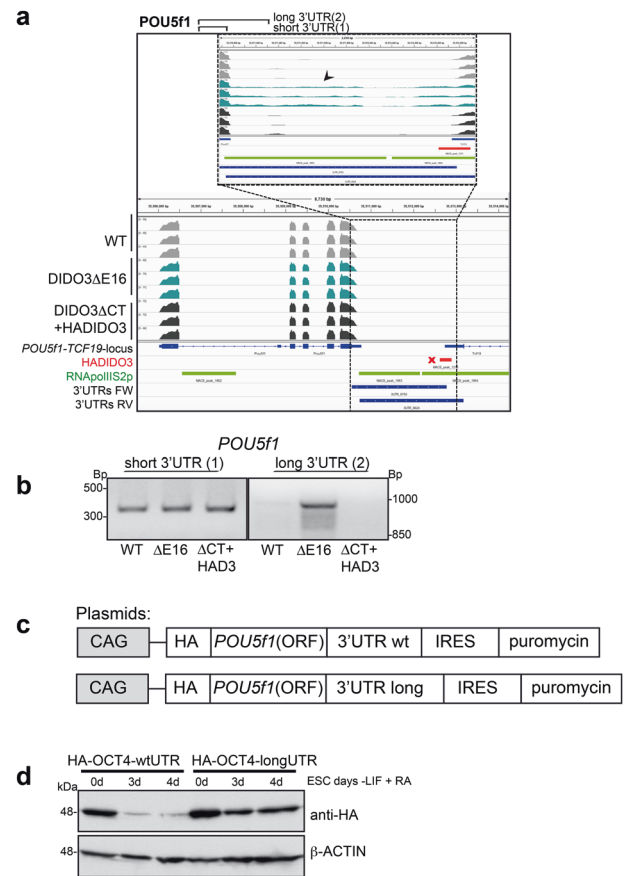 a
POU5f1
long 3'UTR(2)
short 3'UTR(1)
WT
DIDO3ΔE16
DIDO3ΔCT
+HADIDO3
POU5f1-TCF19-locus
HADIDO3
RNApolIIS2p
3'UTRs FW
3'UTRs RV
b
POU5f1
short 3'UTR (1)
long 3'UTR (2)
Bp
500-
300-
Bp
-1000
-850
WT ΔE16 ΔCT+ HAD3
WT ΔE16 ΔCT+ HAD3
c
Plasmids:
CAG HA POU5f1(ORF) 3'UTR wt IRES puromycin
CAG HA POU5f1(ORF) 3'UTR long IRES puromycin
d
HA-OCT4-wtUTR HA-OCT4-longUTR
kDa 0d 3d 4d 0d 3d 4d ESC days -LIF + RA
48- anti-HA
48- β-ACTIN